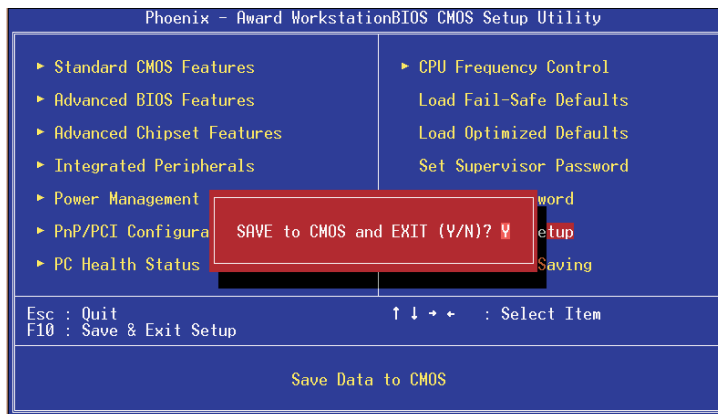 Phoenix - Award WorkstationBIOS CMOS Setup Utility
► Standard CMOS Features
► Advanced BIOS Features
► Advanced Chipset Features
► Integrated Peripherals
► Power Management
► PnP/PCI Configura
► PC Health Status
► CPU Frequency Control
Load Fail-Safe Defaults
Load Optimized Defaults
Set Supervisor Password
word
etup
Saving
SAVE to CMOS and EXIT (Y/N)? Y
Esc : Quit
F10 : Save & Exit Setup
↑ ↓ → ← : Select Item
Save Data to CMOS